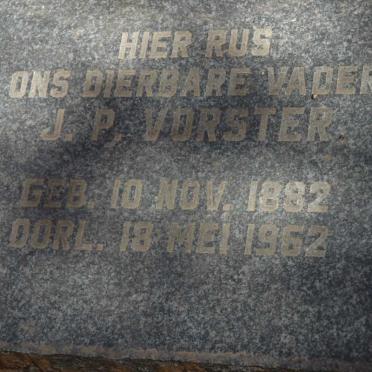 HIER RUS
ONS DIERBARE VADER
J. P. VORSTER
GEB. 10 NOV. 1882
OORL. 18 MEI 1962